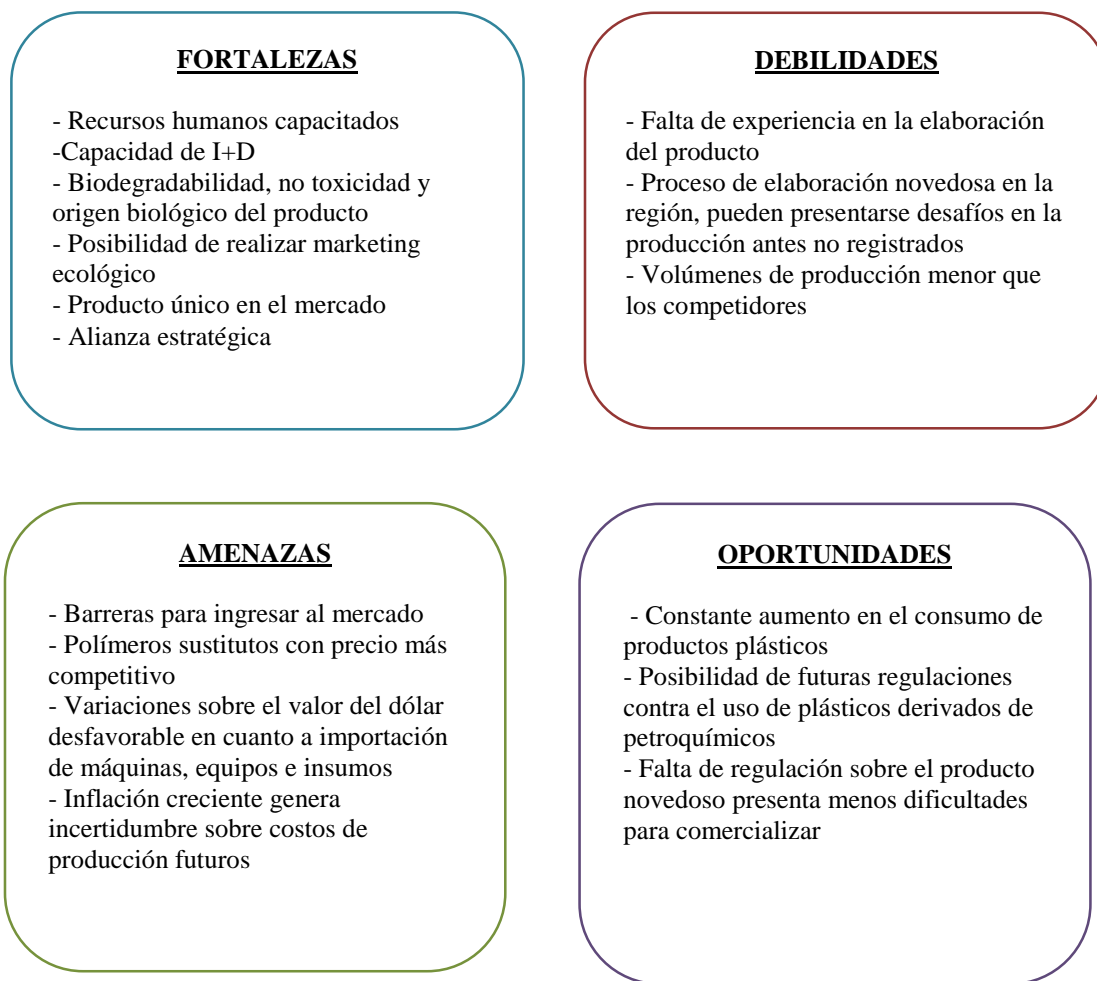 FORTALEZAS
- Recursos humanos capacitados
-Capacidad de I+D
- Biodegradabilidad, no toxicidad y
origen biológico del producto
- Posibilidad de realizar marketing
ecológico
- Producto único en el mercado
- Alianza estratégica
DEBILIDADES
- Falta de experiencia en la elaboración
del producto
- Proceso de elaboración novedosa en la
región, pueden presentarse desafíos en la
producción antes no registrados
- Volúmenes de producción menor que
los competidores
AMENAZAS
- Barreras para ingresar al mercado
- Polímeros sustitutos con precio más
competitivo
- Variaciones sobre el valor del dólar
desfavorable en cuanto a importación
de máquinas, equipos e insumos
- Inflación creciente genera
incertidumbre sobre costos de
producción futuros
OPORTUNIDADES
- Constante aumento en el consumo de
productos plásticos
- Posibilidad de futuras regulaciones
contra el uso de plásticos derivados de
petroquímicos
- Falta de regulación sobre el producto
novedoso presenta menos dificultades
para comercializar